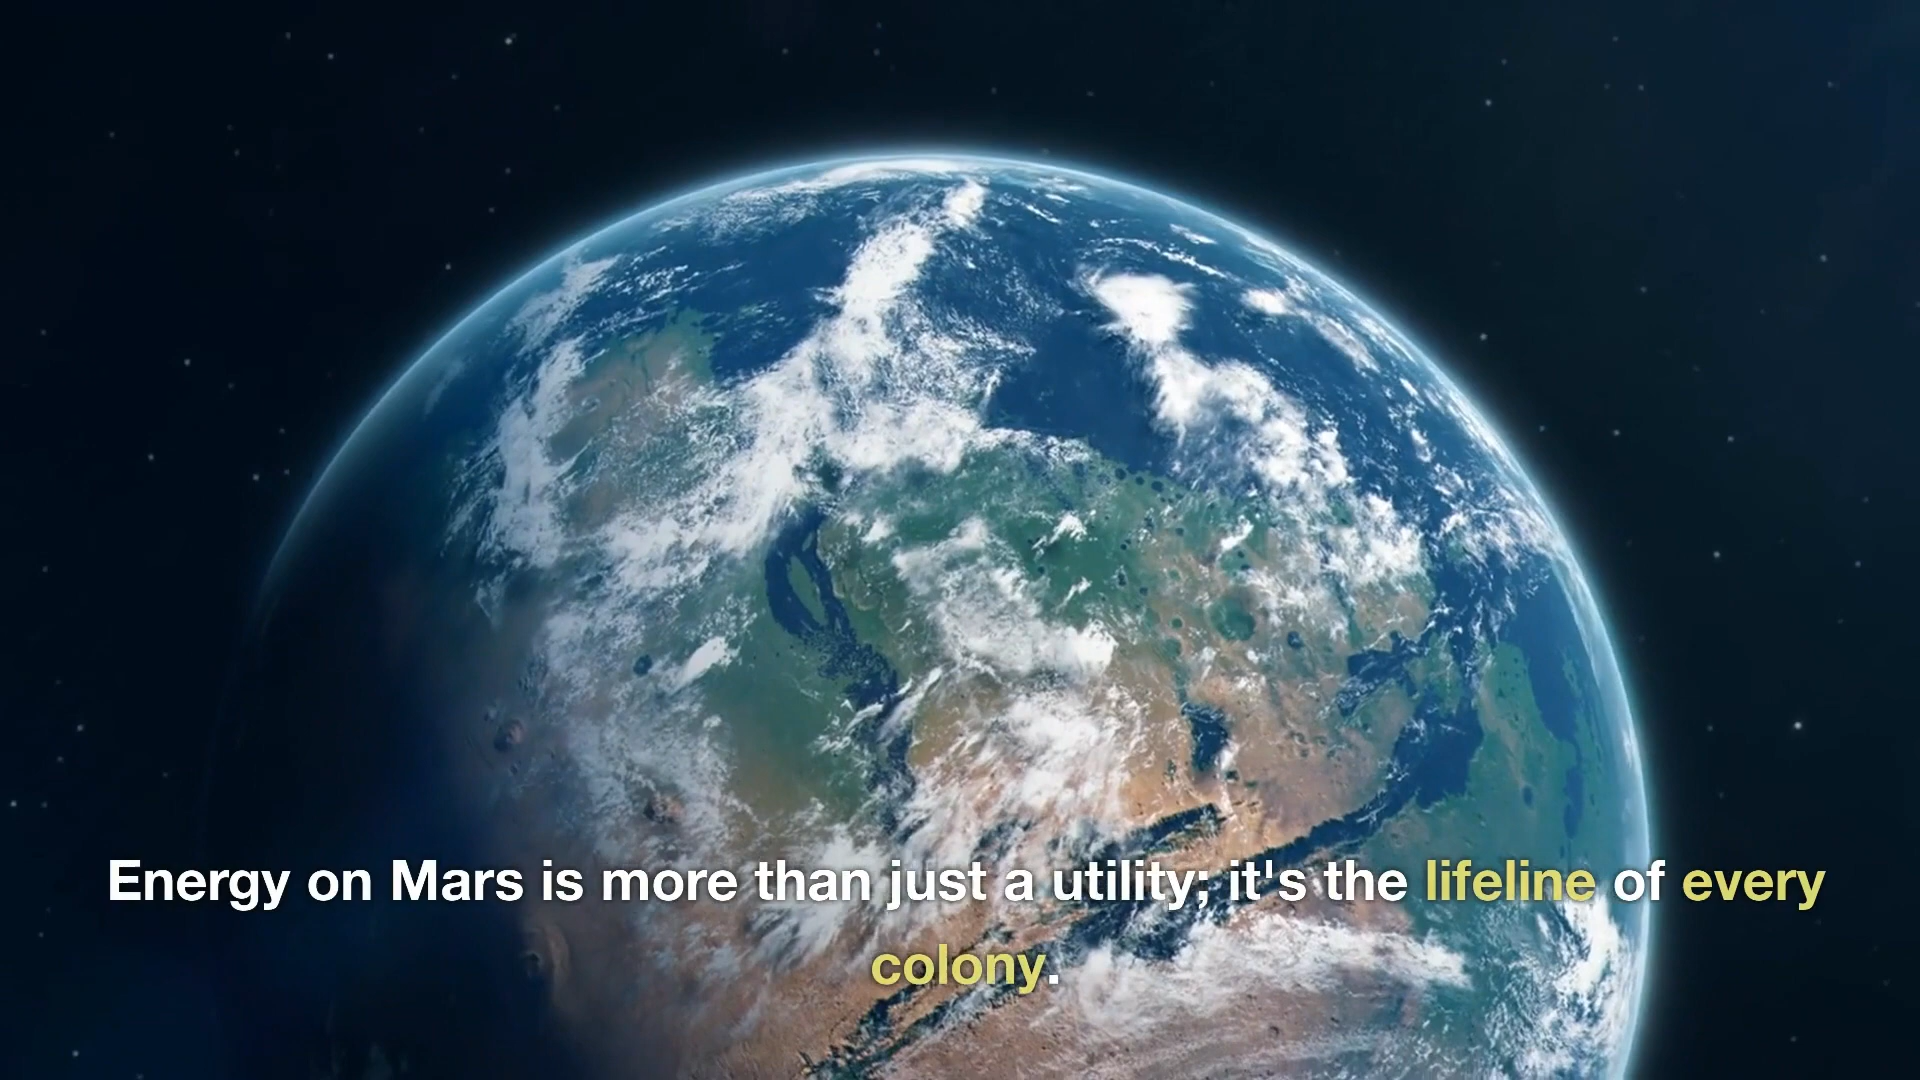 Energy on Mars is more than just a utility; it's the lifeline of every
colony.